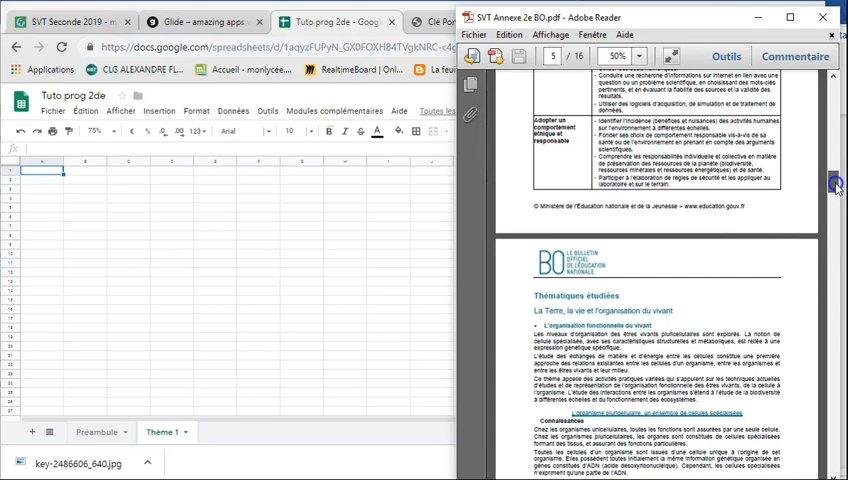 SVT Seconde 2019 - m
Glide – amazing apps
Tuto prog 2de - Google
Clé Pon
https://docs.google.com/spreadsheets/d/1aqyzFUPyN_GX0FOXHB4TVgkNRC-c4g
Applications
CLG ALEXANDRE FL
Accueil - monlycée.
RealtimeBoard
La feui
Tuto prog 2de
Fichier Édition Affichage Insertion Format Données Outils Modules complémentaires Aide Toutes les
75% € % .0 .00 123 Arial 10 B I S A
fx
A B C D E F G H I J
Préambule
Thème 1
key-2486606_640.jpg
SVT Annexe 2e BO.pdf - Adobe Reader
Fichier Edition Affichage Fenêtre Aide
5 / 16 50% Outils Commentaire
- Conduire une recherche d'informations sur internet en lien avec une
question ou un problème scientifique, en choisissant des mots-clés
pertinents, et en évaluant la fiabilité des sources et la validité des
résultats.
- Utiliser des logiciels d'acquisition, de simulation et de traitement de
données.
Adopter un
comportement
éthique et
responsable
- Identifier l'incidence (bénéfices et nuisances) des activités humaines
sur l'environnement à différentes échelles.
- Fonder ses choix de comportement responsable vis-à-vis de sa
santé ou de l'environnement en prenant en compte des arguments
scientifiques.
- Comprendre les responsabilités individuelle et collective en matière
de préservation des ressources de la planète (biodiversité,
ressources minérales et ressources énergétiques) et de santé.
- Participer à l'élaboration de règles de sécurité et les appliquer au
laboratoire et sur le terrain.
© Ministère de l'Éducation nationale et de la Jeunesse > www.education.gouv.fr
BO LE BULLETIN
OFFICIEL
DE L'ÉDUCATION
NATIONALE
Thématiques étudiées
La Terre, la vie et l'organisation du vivant
• L'organisation fonctionnelle du vivant
Les niveaux d'organisation des êtres vivants pluricellulaires sont explorés. La notion de
cellule spécialisée, avec ses caractéristiques structurelles et métaboliques, est reliée à une
expression génétique spécifique.
L'étude des échanges de matière et d'énergie entre les cellules constitue une première
approche des relations existantes entre les cellules d'un organisme, entre les organismes et
entre les êtres vivants et leur milieu.
Ce thème appelle des activités pratiques variées qui s'appuient sur les techniques actuelles
d'études et de représentation de l'organisation fonctionnelle des êtres vivants, de la cellule à
l'organisme. L'étude des interactions entre les organismes s'étend à l'étude de la biodiversité
à différentes échelles et du fonctionnement des écosystèmes.
L'organisme pluricellulaire, un ensemble de cellules spécialisées
Connaissances
Chez les organismes unicellulaires, toutes les fonctions sont assurées par une seule cellule.
Chez les organismes pluricellulaires, les organes sont constitués de cellules spécialisées
formant des tissus, et assurant des fonctions particulières.
Toutes les cellules d'un organisme sont issues d'une cellule unique à l'origine de cet
organisme. Elles possèdent toutes initialement la même information génétique organisée en
gènes constitués d'ADN (acide désoxyribonucléique). Cependant, les cellules spécialisées
n'expriment qu'une partie de l'ADN.